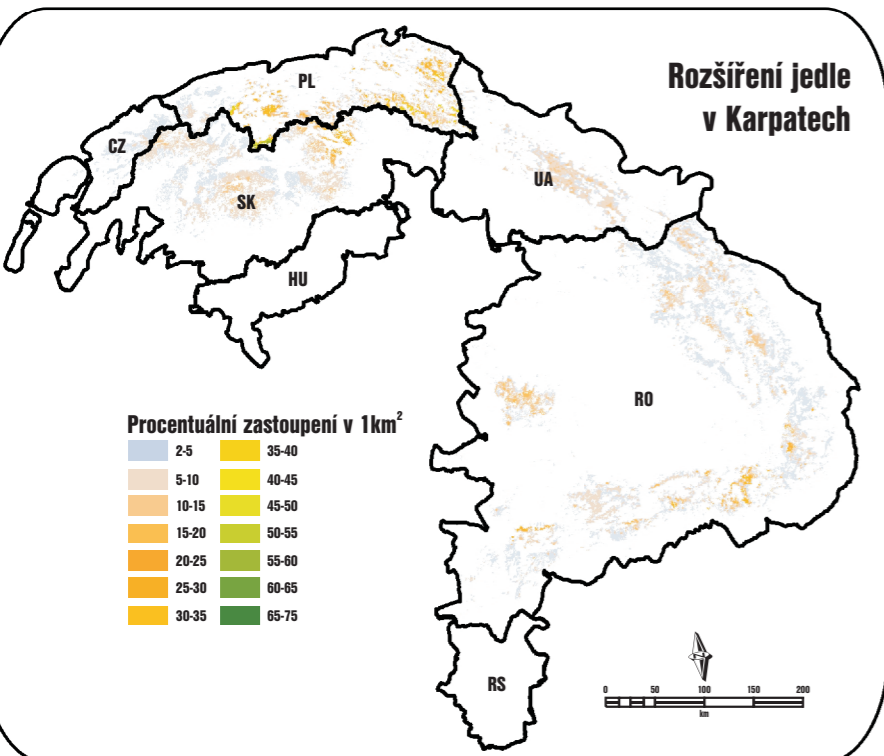 Rozšíření jedle
v Karpatech
PL
CZ
SK
UA
HU
RO
RS
Procentuální zastoupení v 1km²
2-5
5-10
10-15
15-20
20-25
25-30
30-35
35-40
40-45
45-50
50-55
55-60
60-65
65-75
0 50 100 150 200
km